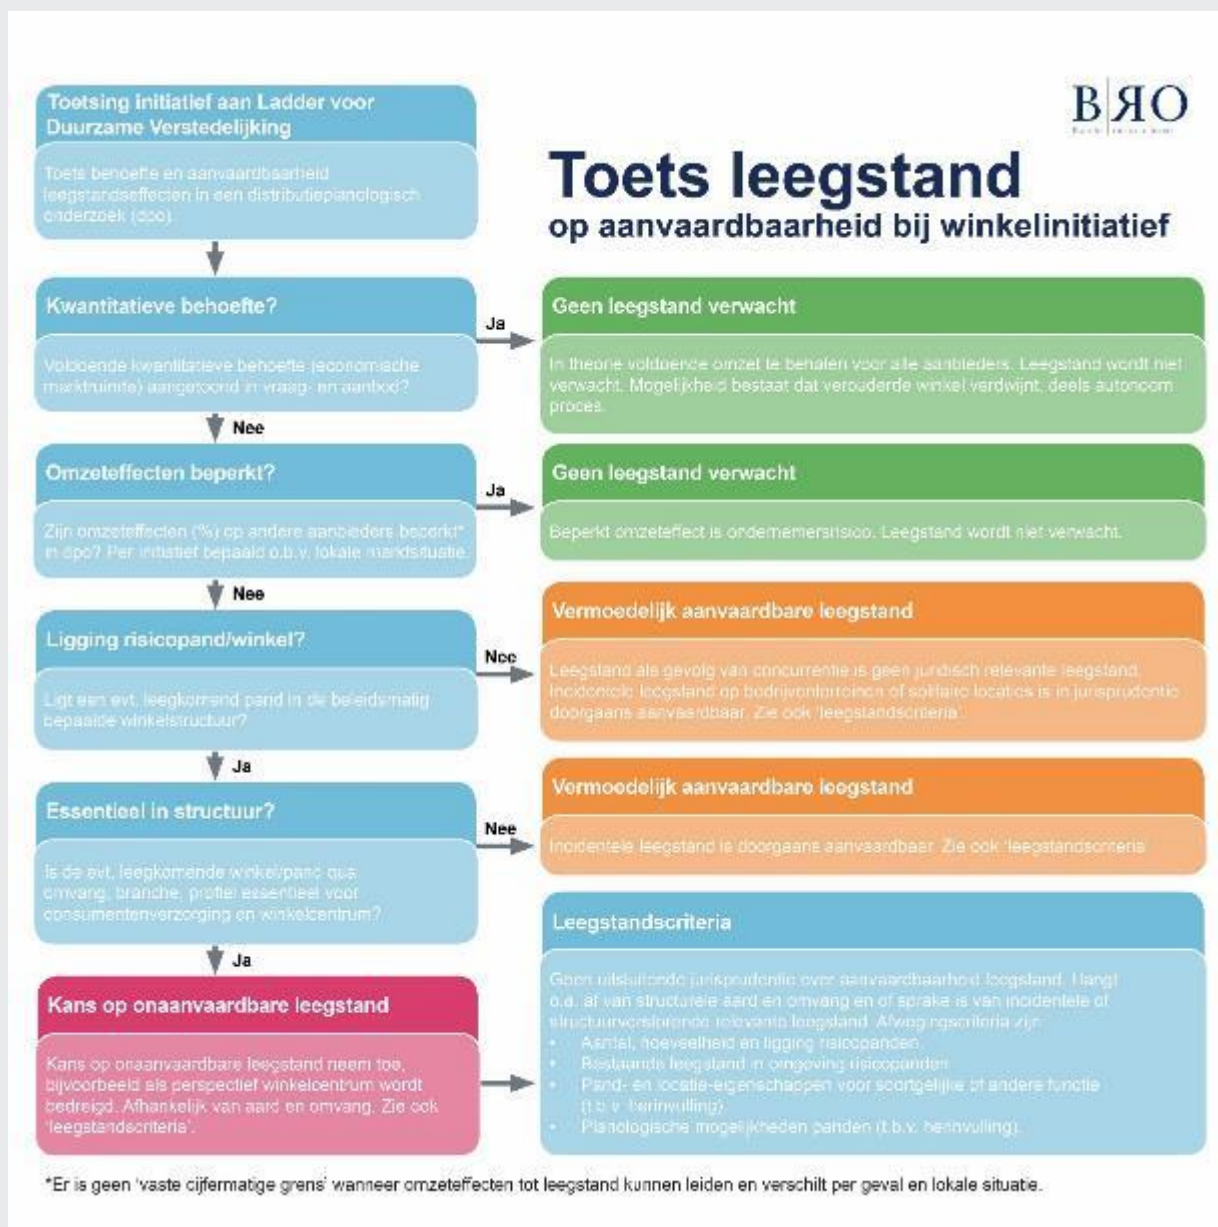 Toetsing initiatief aan Ladder voor
Duurzame Verstedelijking
Toets behoefte en aanvaardbaarheid
leegstandseffecten in een distributieplanologisch
onderzoek (dpo).
BRO
Toets leegstand
op aanvaardbaarheid bij winkelinitiatief
Kwantitatieve behoefte?
Voldoende kwantitatieve behoefte (economische
marktruimte) aangetoond in vraag- en aanbod?
Ja
Geen leegstand verwacht
In theorie voldoende omzet te behalen voor alle aanbieders. Leegstand wordt niet
verwacht. Mogelijkheid bestaat dat verouderde winkel verdwijnt, deels autonoom
proces.
Nee
Omzeteffecten beperkt?
Zijn omzeteffecten (%) op andere aanbieders beperkt*
in dpo? Per initiatief bepaald o.b.v. lokale marktsituatie.
Ja
Geen leegstand verwacht
Beperkt omzeteffect is ondernemersrisico. Leegstand wordt niet verwacht.
Nee
Ligging risicopand/winkel?
Ligt een evt. leegkomend pand in de beleidsmatig
bepaalde winkelstructuur?
Nee
Vermoedelijk aanvaardbare leegstand
Leegstand als gevolg van concurrentie is geen juridisch relevante leegstand.
Incidentele leegstand op bedrijventerreinen of solitaire locaties is in jurisprudentie
doorgaans aanvaardbaar. Zie ook 'leegstandscriteria'.
Ja
Essentieel in structuur?
Is de evt. leegkomende winkel/pand qua
omvang, branche, profiel essentieel voor
consumentenverzorging en winkelcentrum?
Nee
Vermoedelijk aanvaardbare leegstand
Incidentele leegstand is doorgaans aanvaardbaar. Zie ook 'leegstandscriteria
Ja
Kans op onaanvaardbare leegstand
Kans op onaanvaardbare leegstand neem toe,
bijvoorbeeld als perspectief winkelcentrum wordt
bedreigd. Afhankelijk van aard en omvang. Zie ook
'leegstandscriteria'.
Leegstandscriteria
Geen uitsluitende jurisprudentie over aanvaardbaarheid leegstand. Hangt
o.a. af van structurele aard en omvang en of sprake is van incidentele of
structuurverstorende relevante leegstand. Afwegingscriteria zijn:
• Aantal, hoeveelheid en ligging risicopanden.
• Bestaande leegstand in omgeving risicopanden
• Pand- en locatie-eigenschappen voor soortgelijke of andere functie
(t.b.v. herinvulling).
• Planologische mogelijkheden panden (t.b.v. herinvulling).
*Er is geen 'vaste cijfermatige grens' wanneer omzeteffecten tot leegstand kunnen leiden en verschilt per geval en lokale situatie.